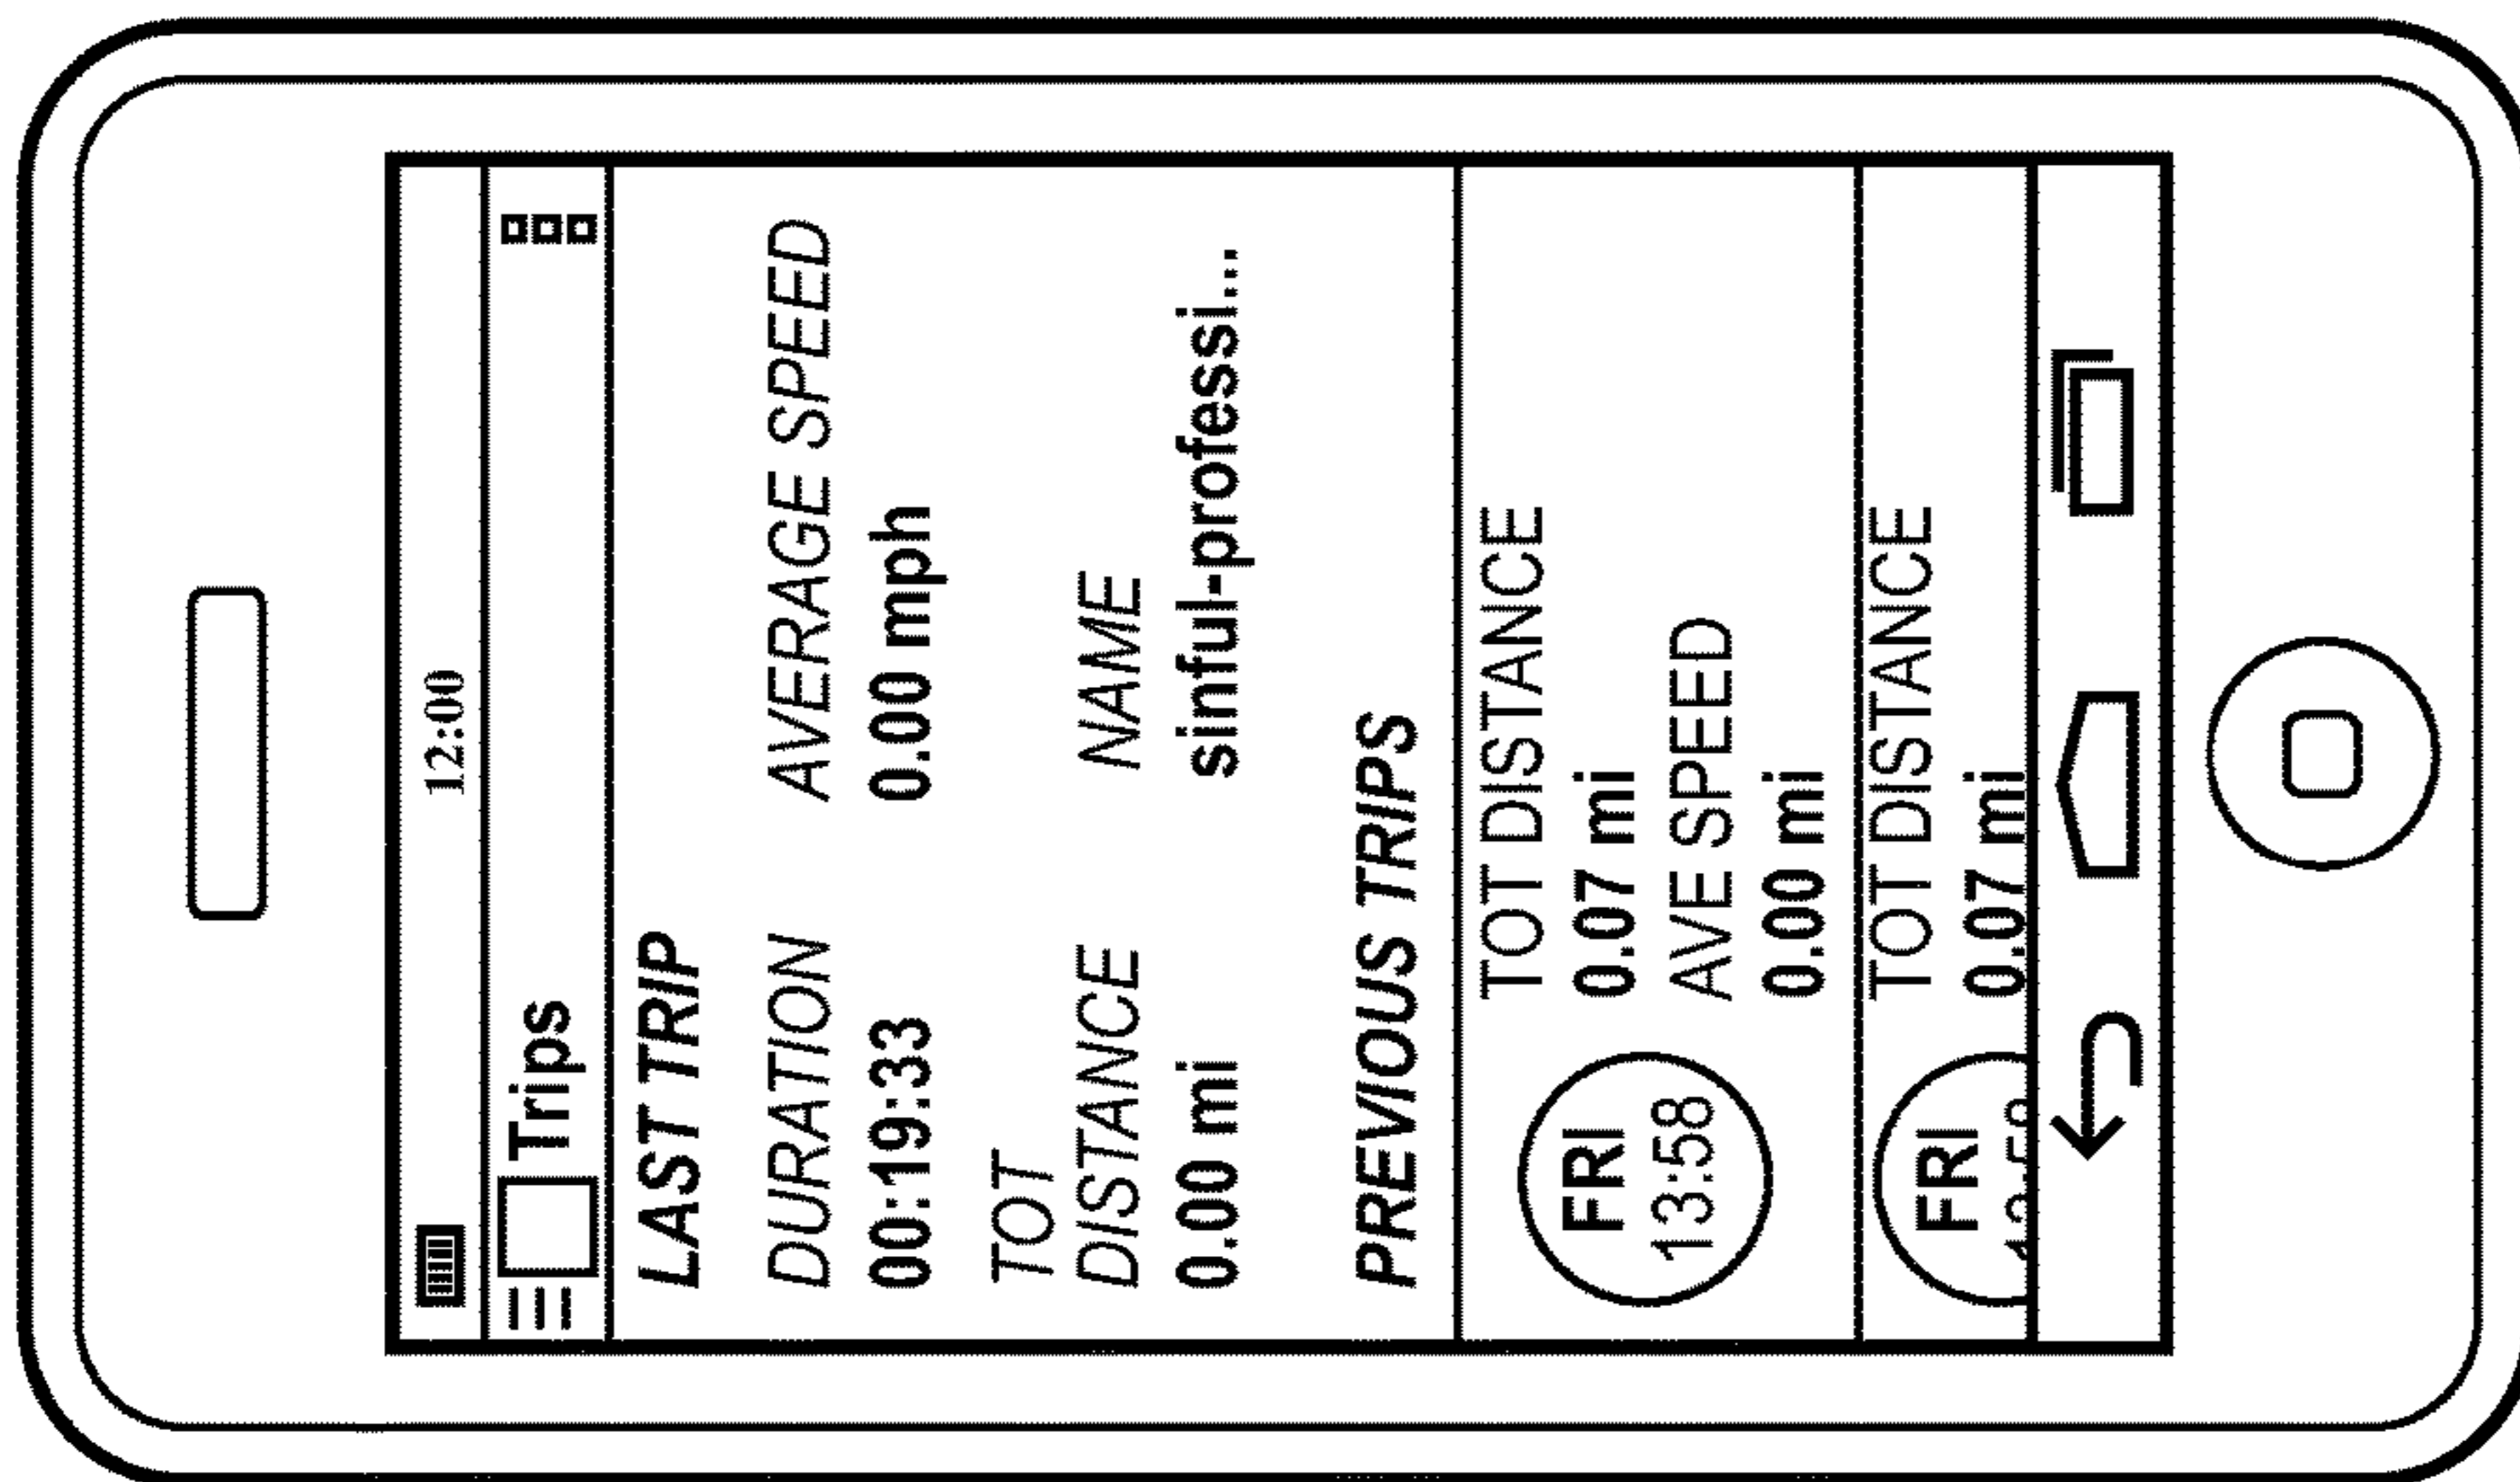 12:00
Trips
LAST TRIP
DURATION AVERAGE SPEED
00:19:33 0.00 mph
TOT
DISTANCE NAME
0.00 mi sinful-professi...
PREVIOUS TRIPS
TOT DISTANCE
FRI 0.07 mi
13:58 AVE SPEED
0.00 mi
TOT DISTANCE
FRI 0.07 mi